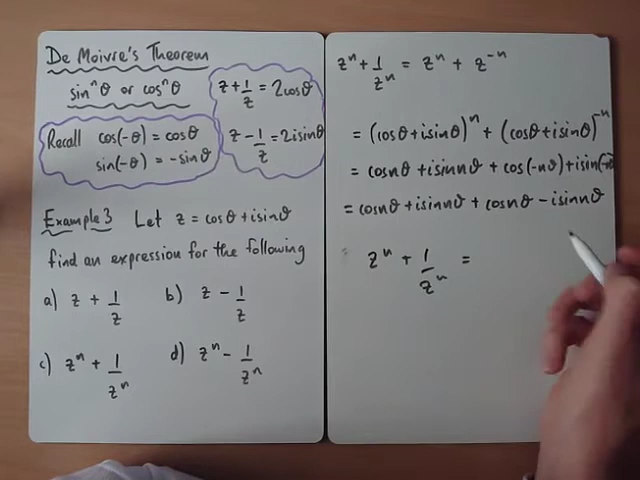 De Moivre's Theorem
sinⁿθ or cosⁿθ
z + 1/z = 2cosθ
z - 1/z = 2isinθ
Recall cos(-θ) = cosθ
sin(-θ) = -sinθ
Example 3 Let z = cosθ + isinθ
find an expression for the following
a) z + 1/z b) z - 1/z
c) zⁿ + 1/zⁿ d) zⁿ - 1/zⁿ
zⁿ + 1/zⁿ = zⁿ + z⁻ⁿ
= (cosθ + isinθ)ⁿ + (cosθ + isinθ)⁻ⁿ
= cosnθ + isinnθ + cos(-nθ) + isin(-nθ)
= cosnθ + isinnθ + cosnθ - isinnθ
zⁿ + 1/zⁿ =